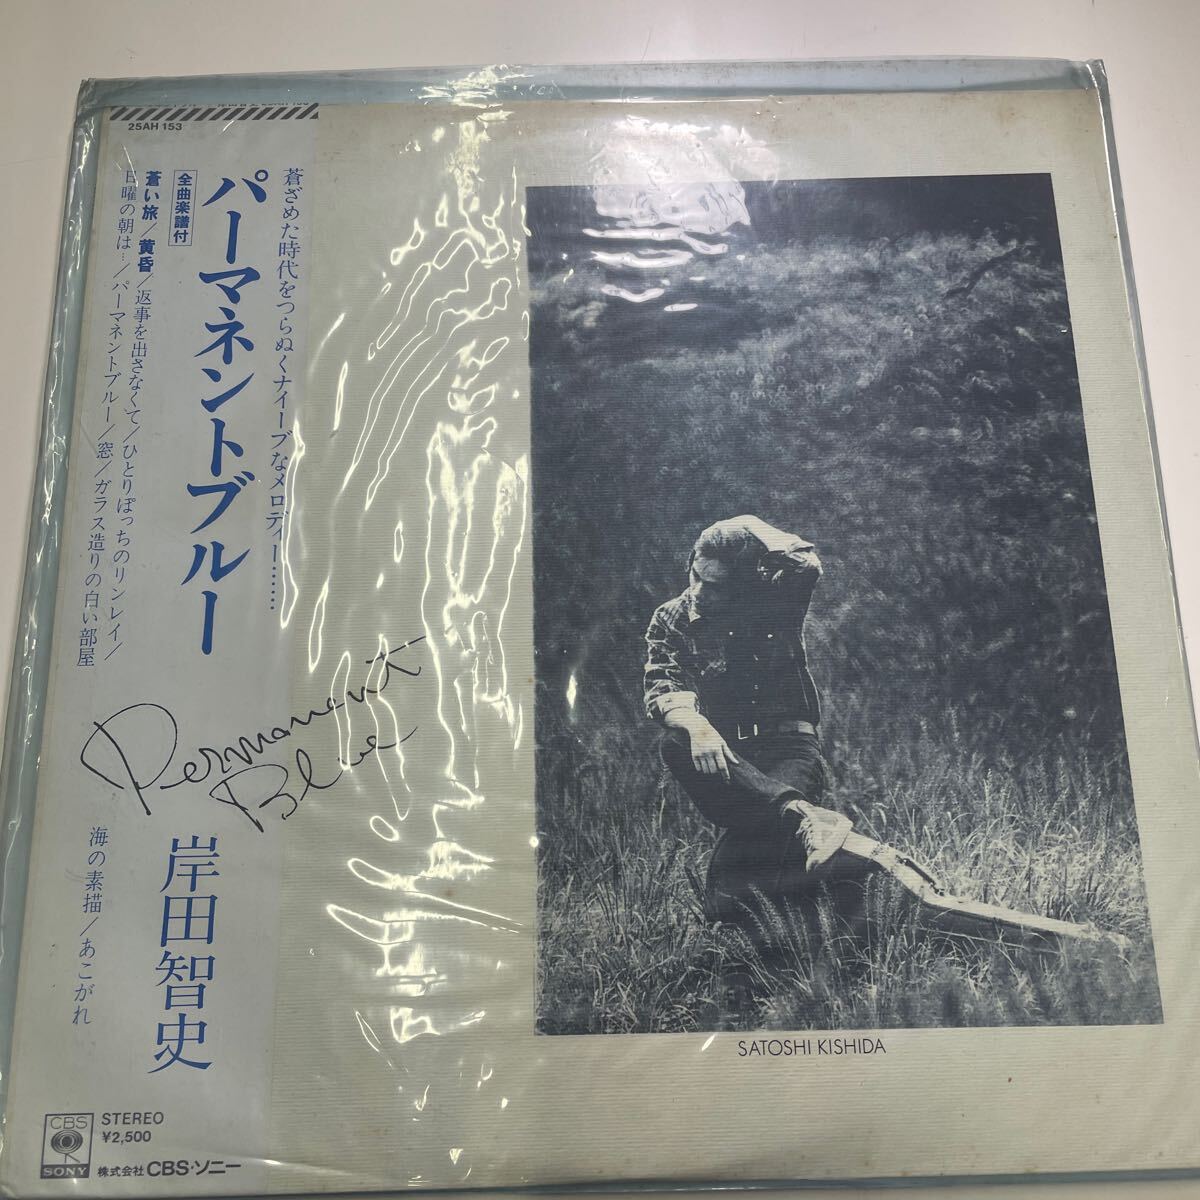 25AH 153
蒼ざめた時代をつらぬくナイーブなメロディー……
パーマネントブルー
全曲楽譜付
蒼い旅／黄昏／返事を出さなくて／ひとりぼっちのリンレイ／
日曜の朝は…／パーマネントブルー／窓／ガラス造りの白い部屋
海の素描／あこがれ
Permanent
Blue
岸田智史
SATOSHI KISHIDA
CBS
SONY
STEREO
¥2,500
株式会社CBS・ソニー